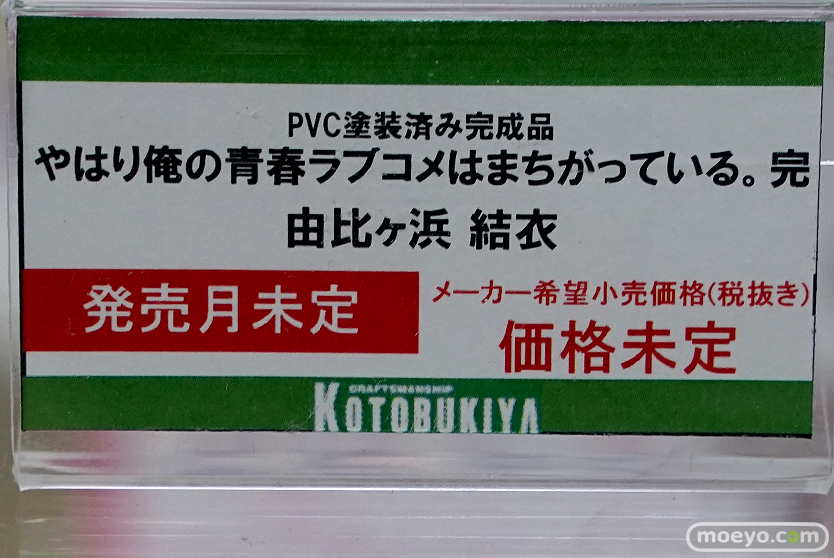 PVC塗装済み完成品
やはり俺の青春ラブコメはまちがっている。完
由比ヶ浜 結衣
発売月未定
メーカー希望小売価格(税抜き)
価格未定
CRAFTSMANSHIP
KOTOBUKIYA
moeyo.com